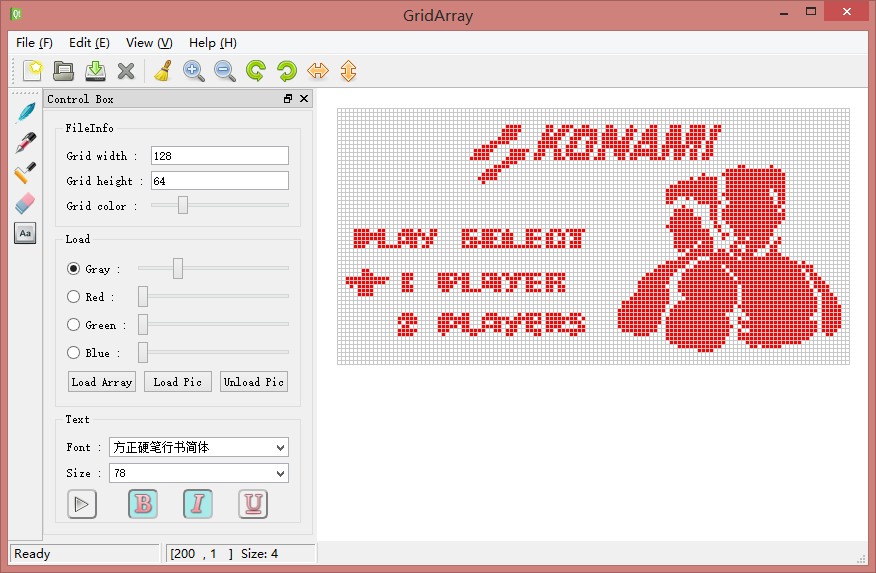 GridArray
File (F) Edit (E) View (V) Help (H)
Control Box
FileInfo
Grid width : 128
Grid height : 64
Grid color :
Load
Gray :
Red :
Green :
Blue :
Load Array Load Pic Unload Pic
Text
Font : 方正硬笔行书简体
Size : 78
B I U
Aa
KONAMI
PLAY SELECT
1 PLAYER
2 PLAYERS
Ready [200 , 1 ] Size: 4